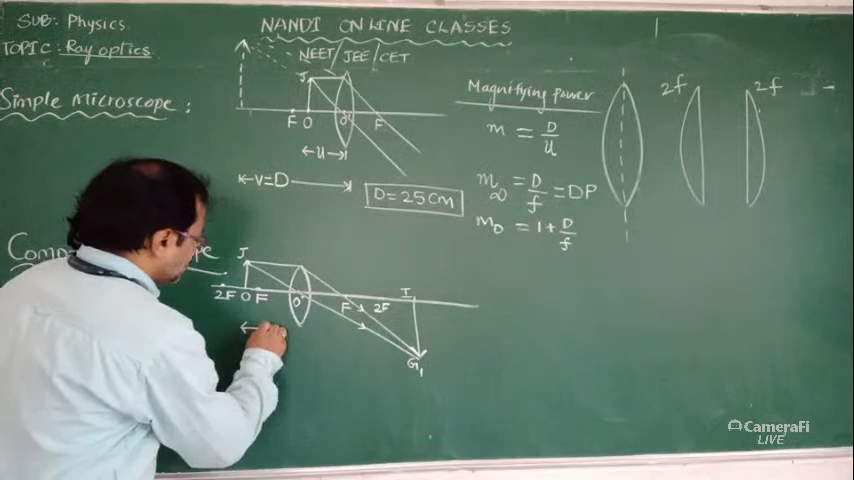 SUB: Physics
TOPIC: Ray optics
NANDI ONLINE CLASSES
NEET/JEE/CET
Simple Microscope:
J
F O O F
U
V=D
D=25cm
Magnifying power
m = D/U
m∞ = D/f = DP
mD = 1+D/f
2f 2f
J
2F O F O F 2F I
G1
CameraFi
LIVE